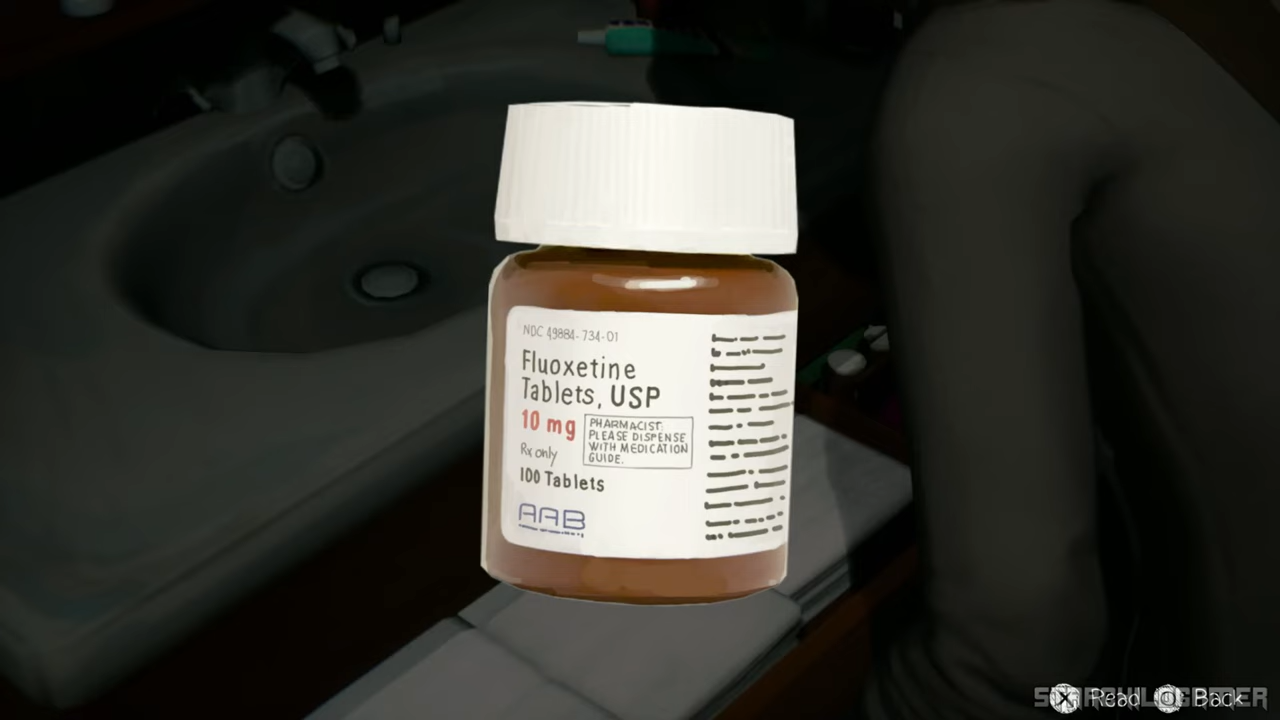 NDC 49884-734-01
Fluoxetine
Tablets, USP
10 mg
PHARMACIST:
PLEASE DISPENSE
WITH MEDICATION
GUIDE.
Rx only
100 Tablets
AAB
Read Back